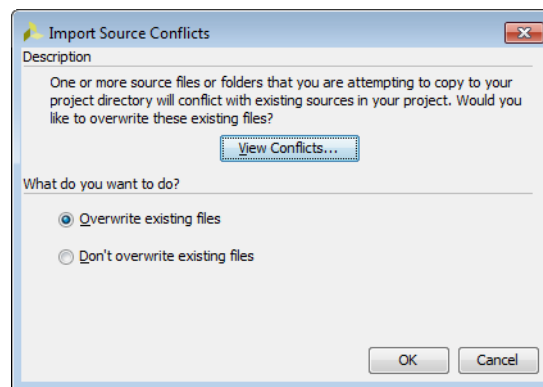 Import Source Conflicts
Description
One or more source files or folders that you are attempting to copy to your
project directory will conflict with existing sources in your project. Would you
like to overwrite these existing files?
View Conflicts...
What do you want to do?
Overwrite existing files
Don't overwrite existing files
OK Cancel